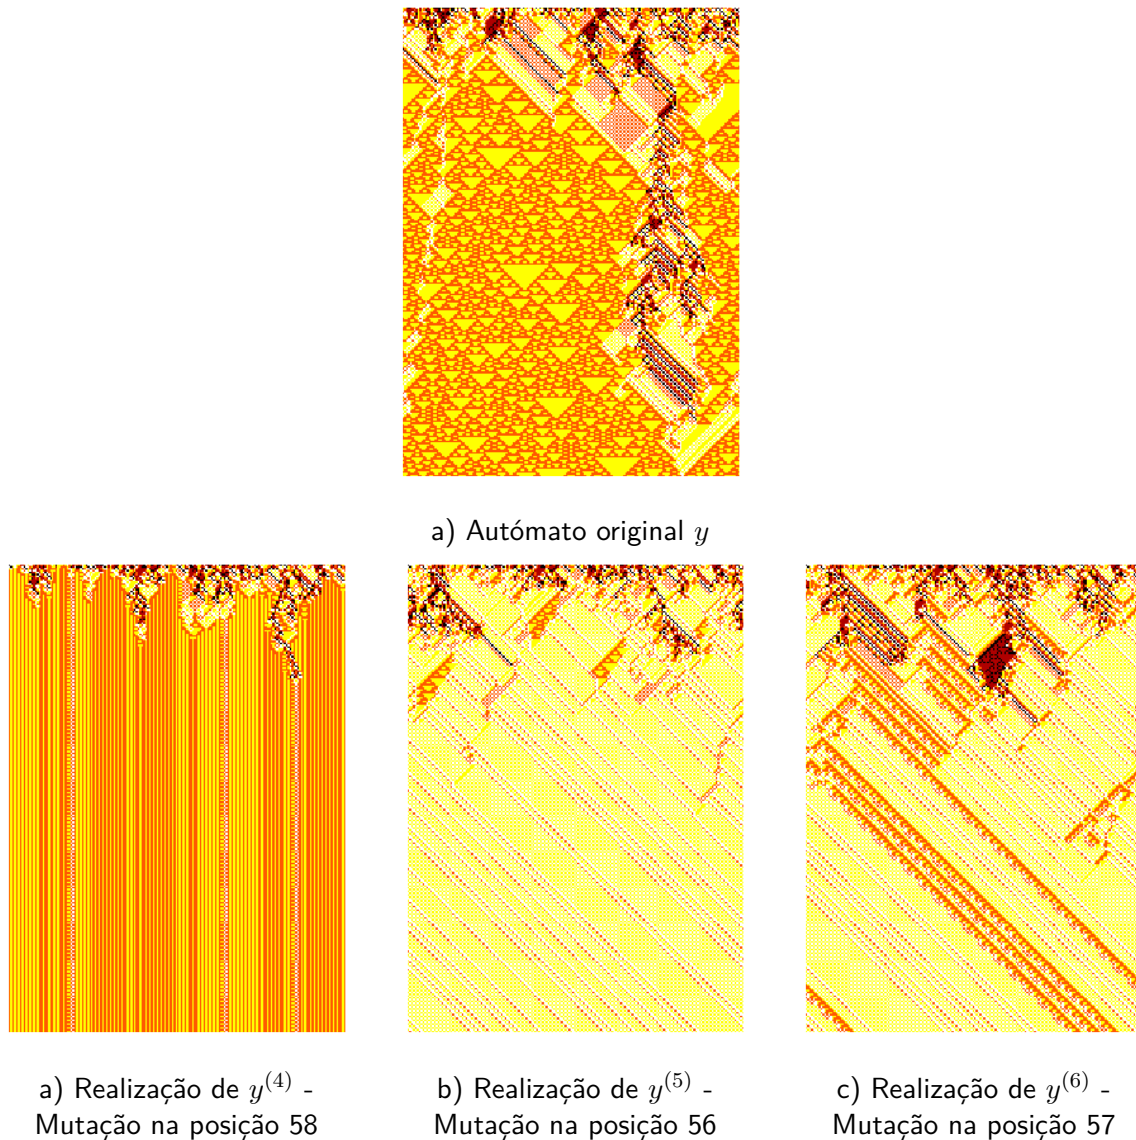 a) Autómato original y
a) Realização de y⁽⁴⁾ -
Mutação na posição 58
b) Realização de y⁽⁵⁾ -
Mutação na posição 56
c) Realização de y⁽⁶⁾ -
Mutação na posição 57